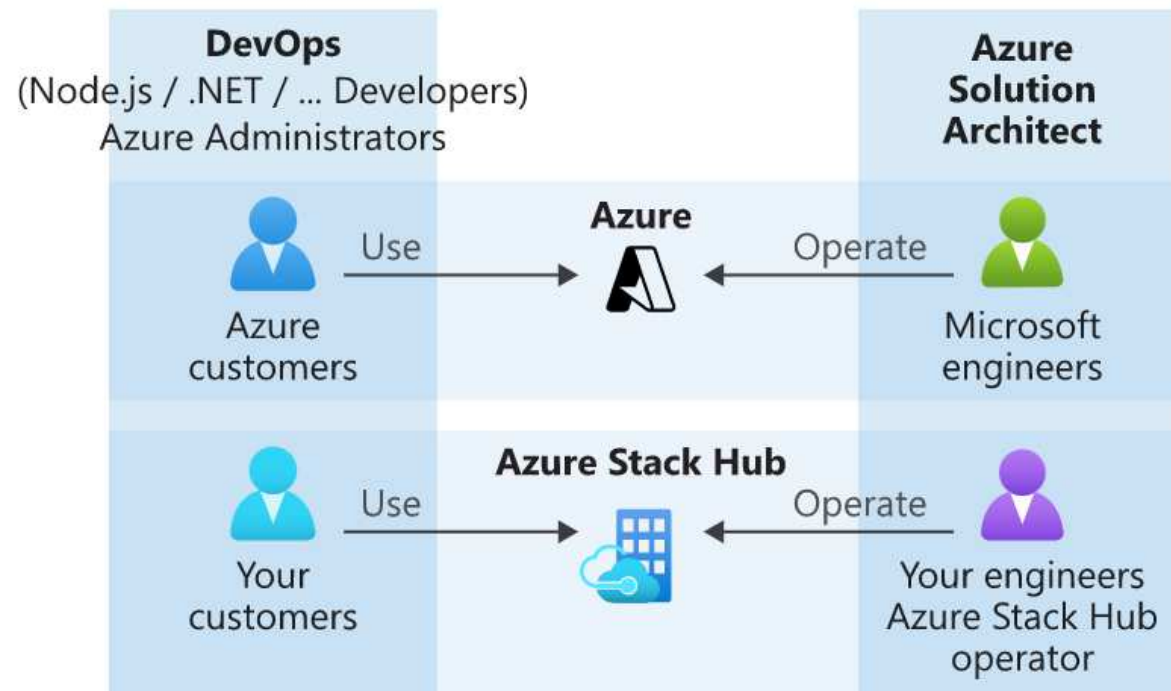 DevOps
(Node.js / .NET / ... Developers)
Azure Administrators
Azure
Solution
Architect
Azure
Use
Operate
Azure
customers
Microsoft
engineers
Azure Stack Hub
Use
Operate
Your
customers
Your engineers
Azure Stack Hub
operator